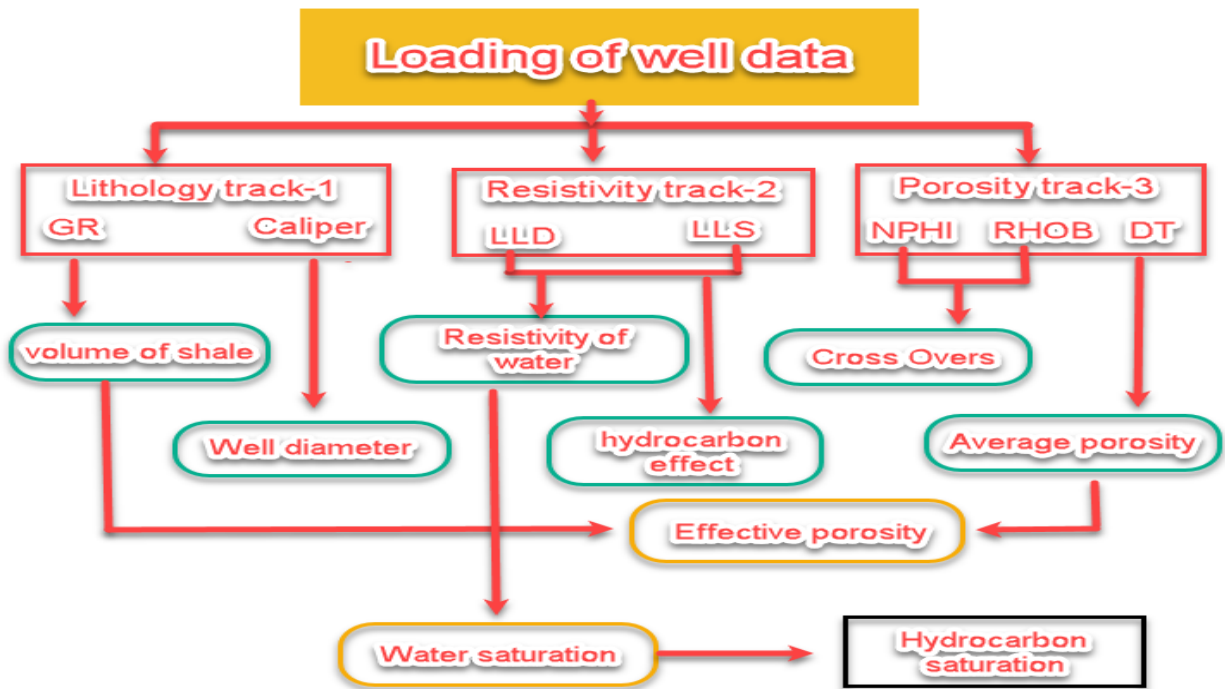 Loading of well data
Lithology track-1
GR Caliper
Resistivity track-2
LLD LLS
Porosity track-3
NPHI RHOB DT
volume of shale
Resistivity of
water
Cross Overs
Well diameter
hydrocarbon
effect
Average porosity
Effective porosity
Water saturation
Hydrocarbon
saturation